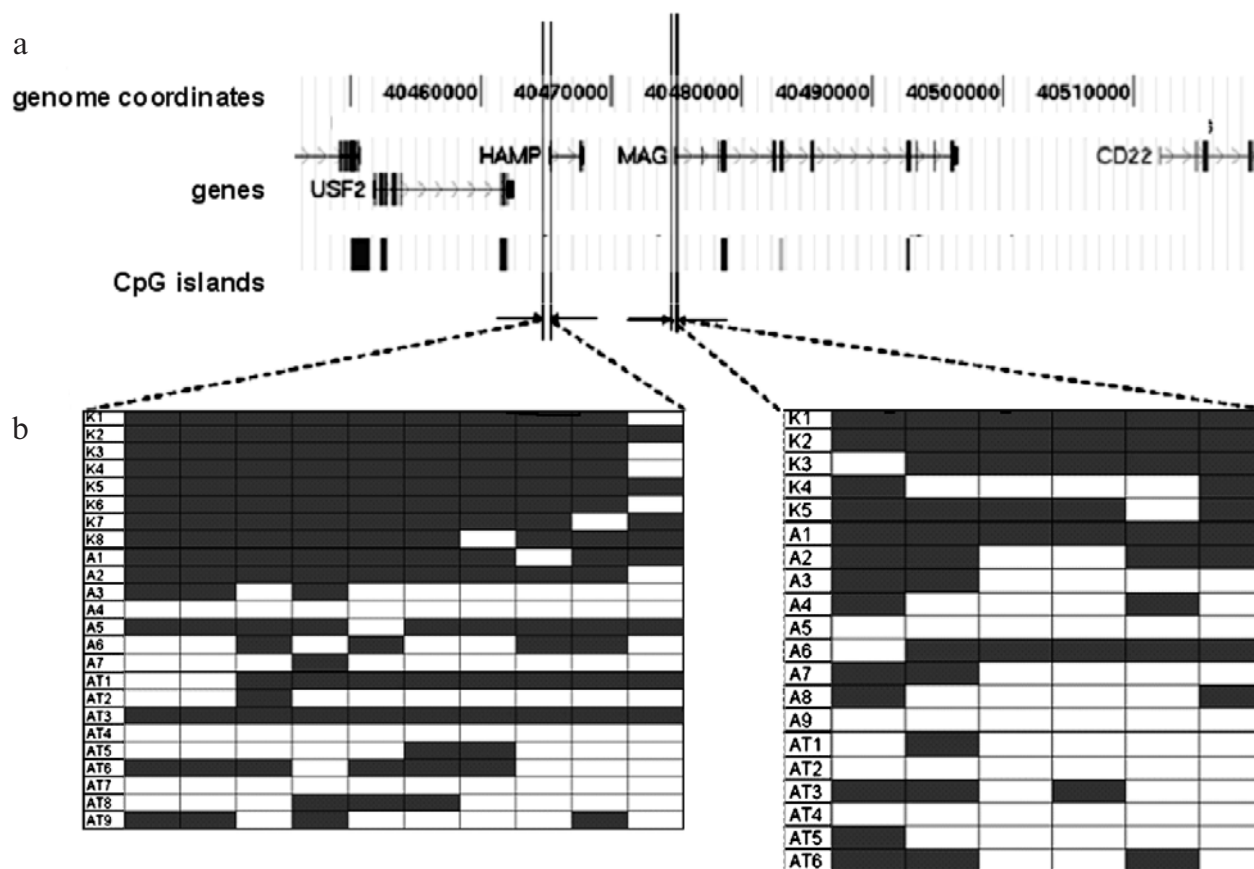 a
genome coordinates
40460000 40470000 40480000 40490000 40500000 40510000
HAMP MAG CD22
genes
USF2
CpG islands
b
K1
K2
K3
K4
K5
K6
K7
K8
A1
A2
A3
A4
A5
A6
A7
AT1
AT2
AT3
AT4
AT5
AT6
AT7
AT8
AT9
K1
K2
K3
K4
K5
A1
A2
A3
A4
A5
A6
A7
A8
A9
AT1
AT2
AT3
AT4
AT5
AT6